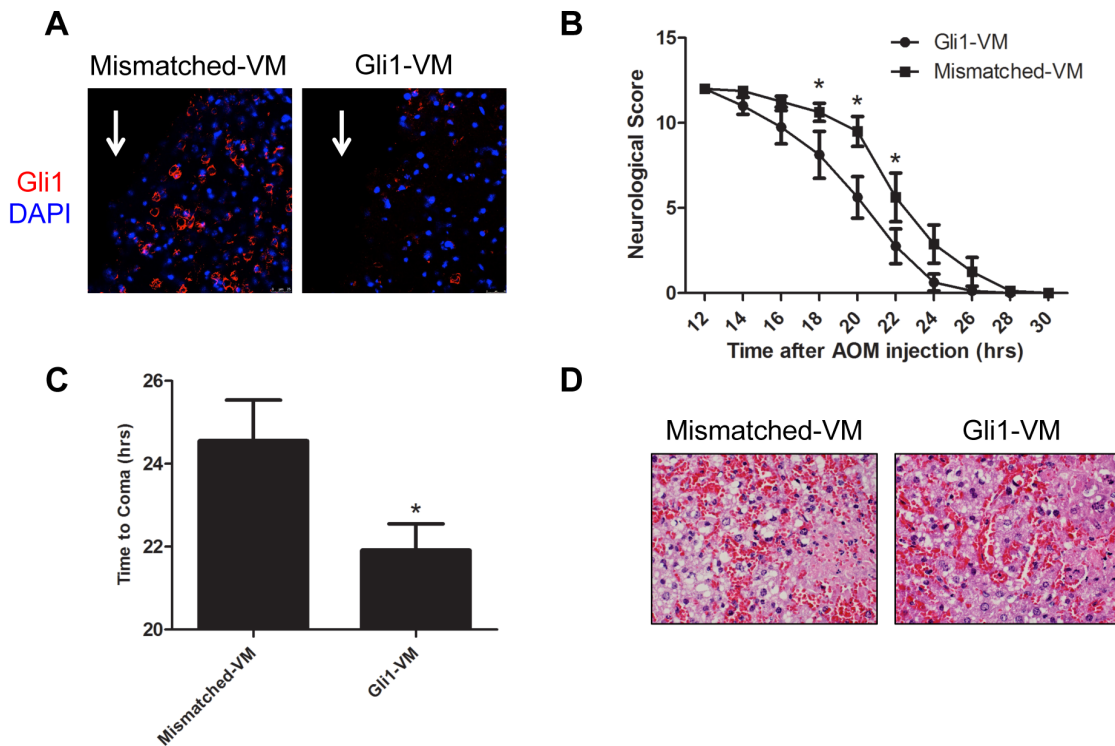 A
Mismatched-VM
Gli1-VM
Gli1
DAPI
B
Neurological Score
15
10
5
0
Gli1-VM
Mismatched-VM
*
*
*
12
14
16
18
20
22
24
26
28
30
Time after AOM injection (hrs)
C
Time to Coma (hrs)
26
24
22
20
*
Mismatched-VM
Gli1-VM
D
Mismatched-VM
Gli1-VM